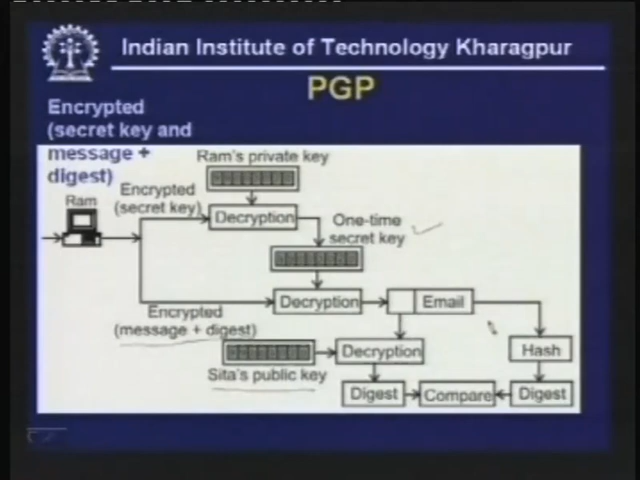 Indian Institute of Technology Kharagpur
PGP
Encrypted
(secret key and
message +
digest)
Ram's private key
Ram
Encrypted
(secret key)
Decryption
One-time
secret key
Encrypted
(message + digest)
Decryption
Email
Sita's public key
Decryption
Hash
Digest
Compare
Digest